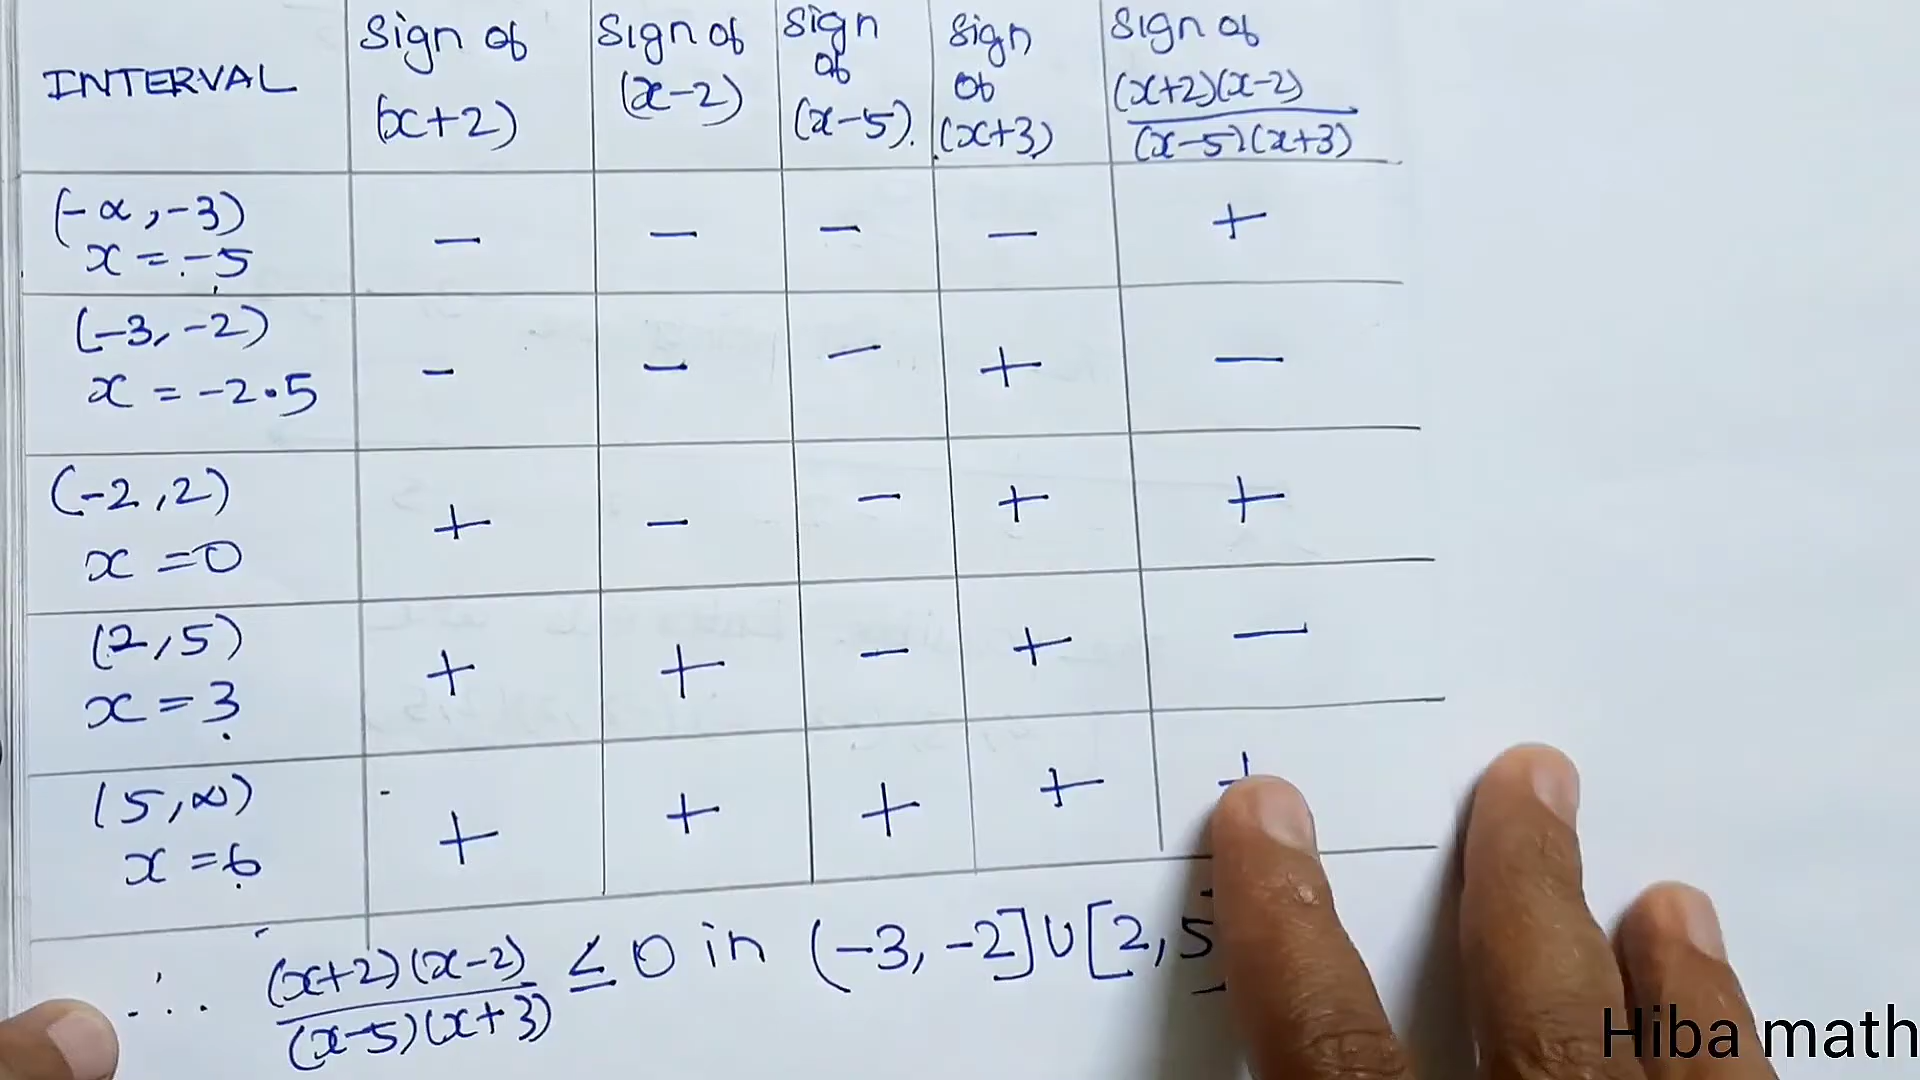 INTERVAL
Sign of
(x+2)
Sign of
(x-2)
Sign
of
(x-5).
Sign
of
(x+3)
Sign of
(x+2)(x-2)
(x-5)(x+3)
(-∝,-3)
x = -5
− − − − +
(-3,-2)
x = -2.5
− − − + −
(-2,2)
x = 0
+ − − + +
(2,5)
x = 3
+ + − + −
(5,∞)
x = 6
+ + + + +
∴ (x+2)(x-2)
(x-5)(x+3)
≤ 0 in (-3,-2]∪[2,5
Hiba math